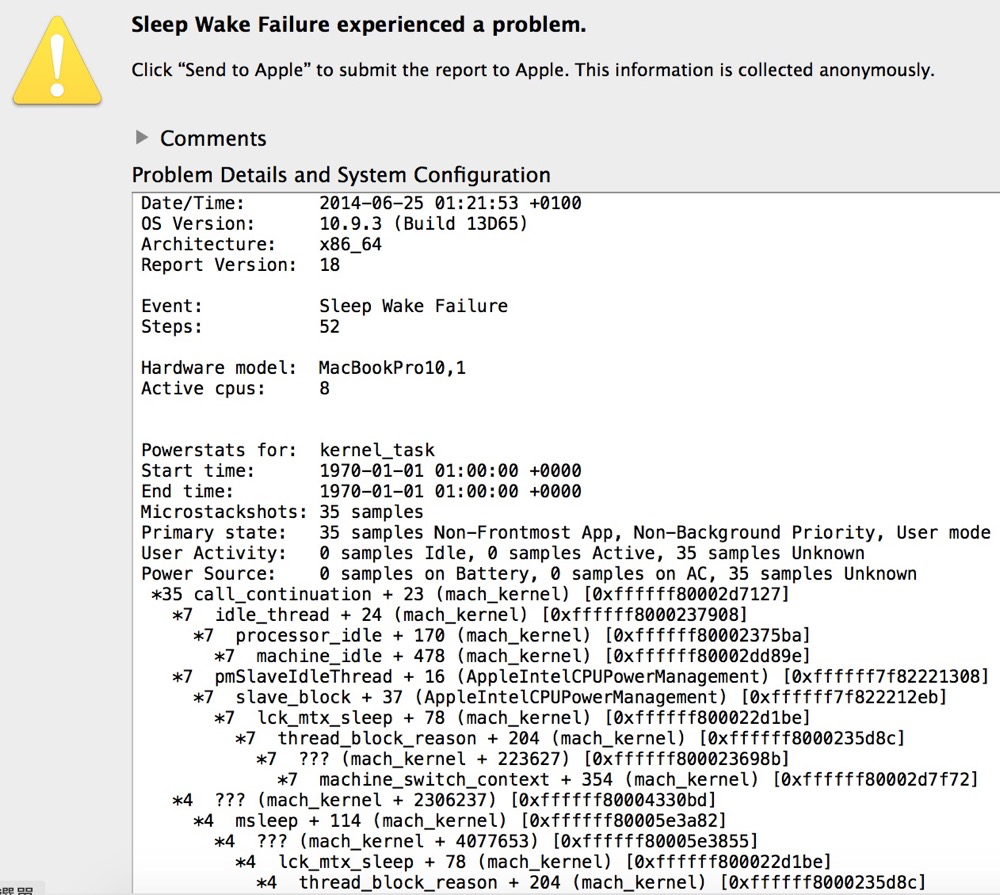 Sleep Wake Failure experienced a problem.
Click “Send to Apple” to submit the report to Apple. This information is collected anonymously.
Comments
Problem Details and System Configuration
Date/Time: 2014-06-25 01:21:53 +0100
OS Version: 10.9.3 (Build 13D65)
Architecture: x86_64
Report Version: 18
Event: Sleep Wake Failure
Steps: 52
Hardware model: MacBookPro10,1
Active cpus: 8
Powerstats for: kernel_task
Start time: 1970-01-01 01:00:00 +0000
End time: 1970-01-01 01:00:00 +0000
Microstackshots: 35 samples
Primary state: 35 samples Non-Frontmost App, Non-Background Priority, User mode
User Activity: 0 samples Idle, 0 samples Active, 35 samples Unknown
Power Source: 0 samples on Battery, 0 samples on AC, 35 samples Unknown
*35 call_continuation + 23 (mach_kernel) [0xffffff80002d7127]
*7 idle_thread + 24 (mach_kernel) [0xffffff8000237908]
*7 processor_idle + 170 (mach_kernel) [0xffffff80002375ba]
*7 machine_idle + 478 (mach_kernel) [0xffffff80002dd89e]
*7 pmSlaveIdleThread + 16 (AppleIntelCPUPowerManagement) [0xffffff7f82221308]
*7 slave_block + 37 (AppleIntelCPUPowerManagement) [0xffffff7f822212eb]
*7 lck_mtx_sleep + 78 (mach_kernel) [0xffffff800022d1be]
*7 thread_block_reason + 204 (mach_kernel) [0xffffff8000235d8c]
*7 ??? (mach_kernel + 223627) [0xffffff800023698b]
*7 machine_switch_context + 354 (mach_kernel) [0xffffff80002d7f72]
*4 ??? (mach_kernel + 2306237) [0xffffff80004330bd]
*4 msleep + 114 (mach_kernel) [0xffffff80005e3a82]
*4 ??? (mach_kernel + 4077653) [0xffffff80005e3855]
*4 lck_mtx_sleep + 78 (mach_kernel) [0xffffff800022d1be]
*4 thread_block_reason + 204 (mach_kernel) [0xffffff8000235d8c]